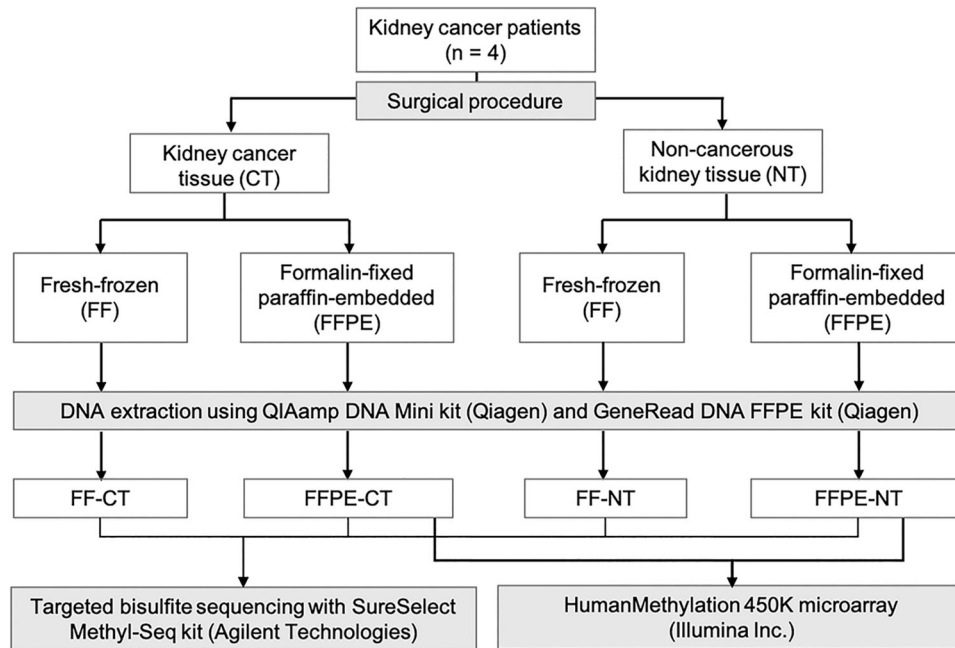 Kidney cancer patients
(n = 4)
Surgical procedure
Kidney cancer
tissue (CT)
Non-cancerous
kidney tissue (NT)
Fresh-frozen
(FF)
Formalin-fixed
paraffin-embedded
(FFPE)
Fresh-frozen
(FF)
Formalin-fixed
paraffin-embedded
(FFPE)
DNA extraction using QIAamp DNA Mini kit (Qiagen) and GeneRead DNA FFPE kit (Qiagen)
FF-CT
FFPE-CT
FF-NT
FFPE-NT
Targeted bisulfite sequencing with SureSelect
Methyl-Seq kit (Agilent Technologies)
HumanMethylation 450K microarray
(Illumina Inc.)